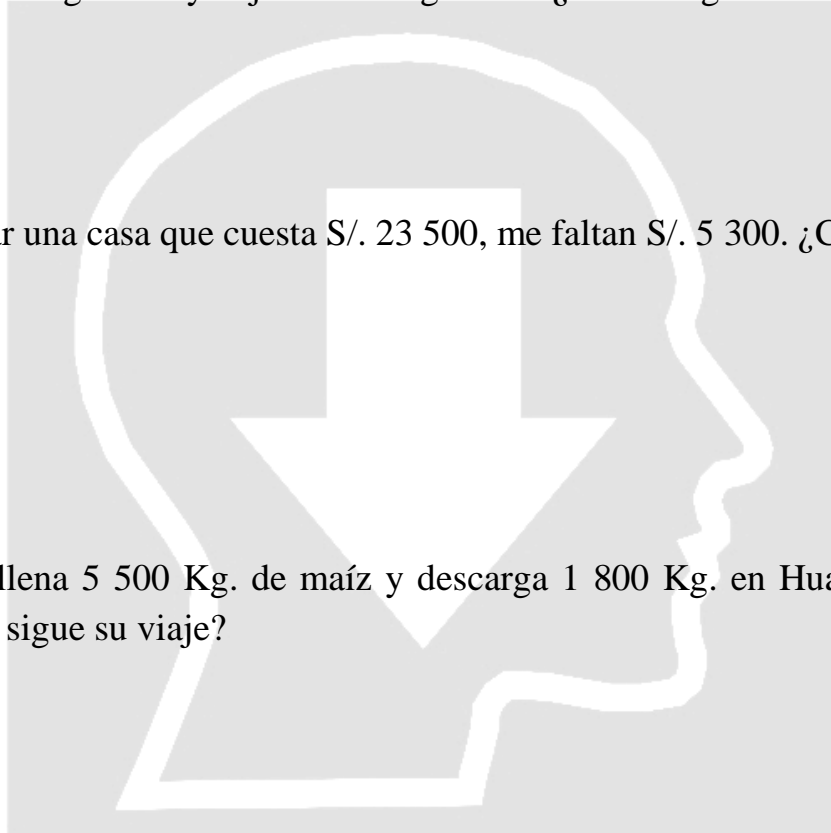 r una casa que cuesta S/. 23 500, me faltan S/. 5 300. ¿C
llena 5 500 Kg. de maíz y descarga 1 800 Kg. en Hua
sigue su viaje?